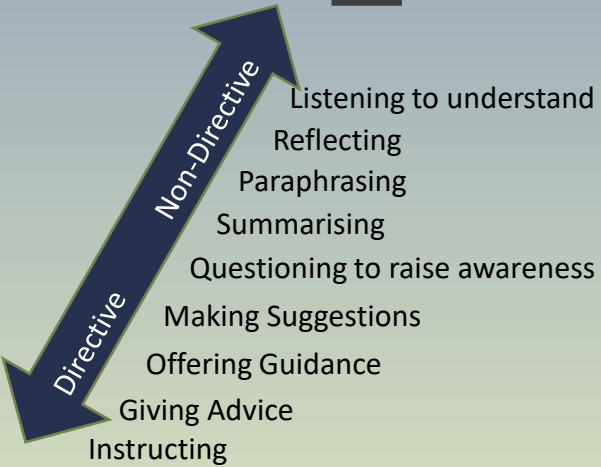 Non-Directive
Directive
Listening to understand
Reflecting
Paraphrasing
Summarising
Questioning to raise awareness
Making Suggestions
Offering Guidance
Giving Advice
Instructing